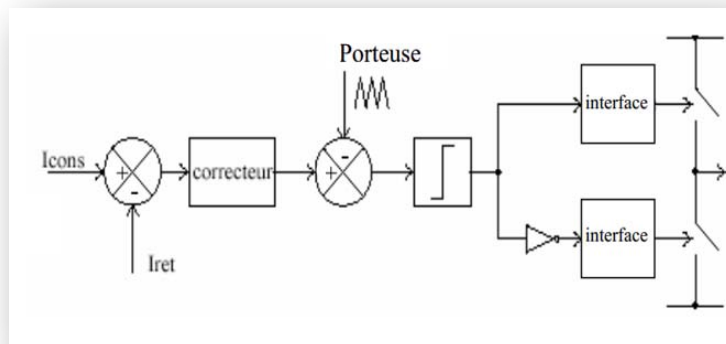 Porteuse
interface
Icons
correcteur
interface
Iret